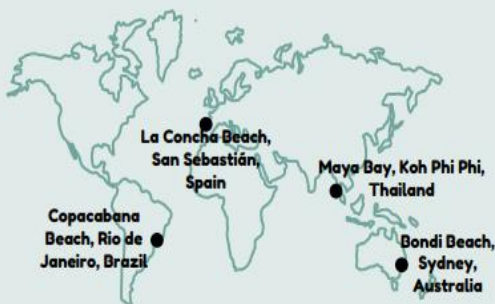 La Concha Beach,
San Sebastián,
Spain
Maya Bay, Koh Phi Phi,
Thailand
Copacabana
Beach, Rio de
Janeiro, Brazil
Bondi Beach,
Sydney,
Australia